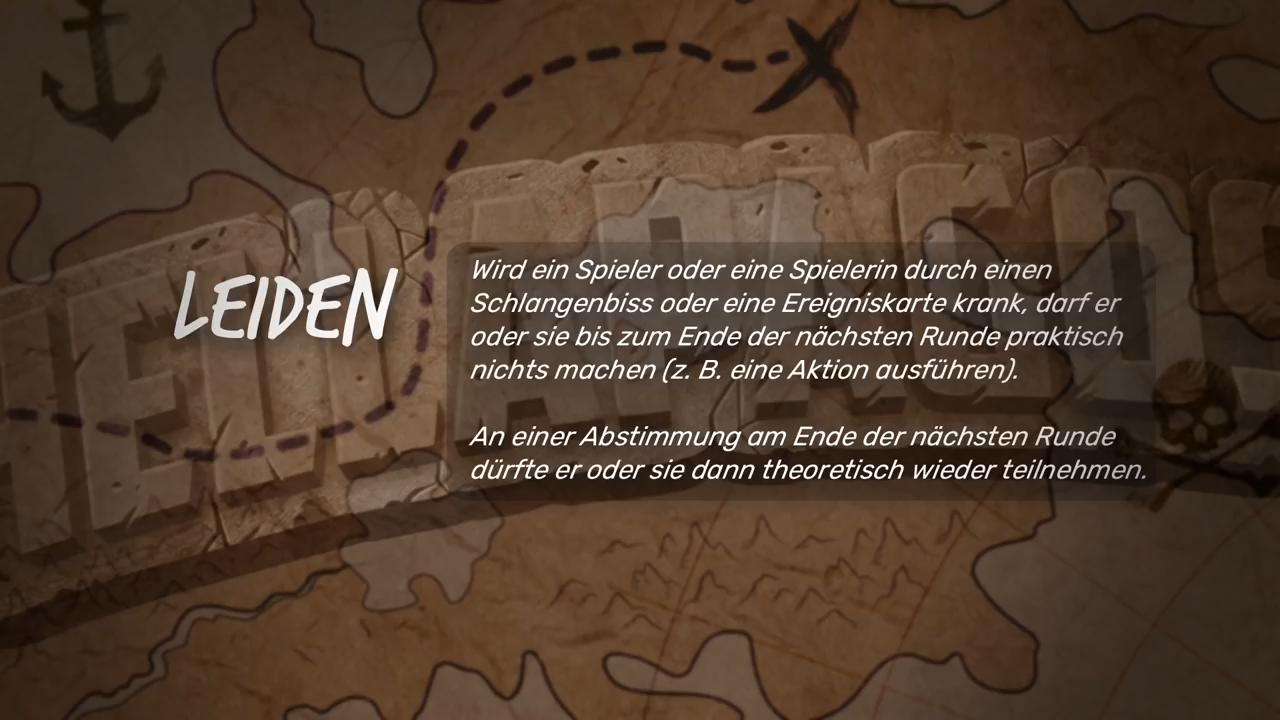 LEIDEN
Wird ein Spieler oder eine Spielerin durch einen
Schlangenbiss oder eine Ereigniskarte krank, darf er
oder sie bis zum Ende der nächsten Runde praktisch
nichts machen (z. B. eine Aktion ausführen).
An einer Abstimmung am Ende der nächsten Runde
dürfte er oder sie dann theoretisch wieder teilnehmen.